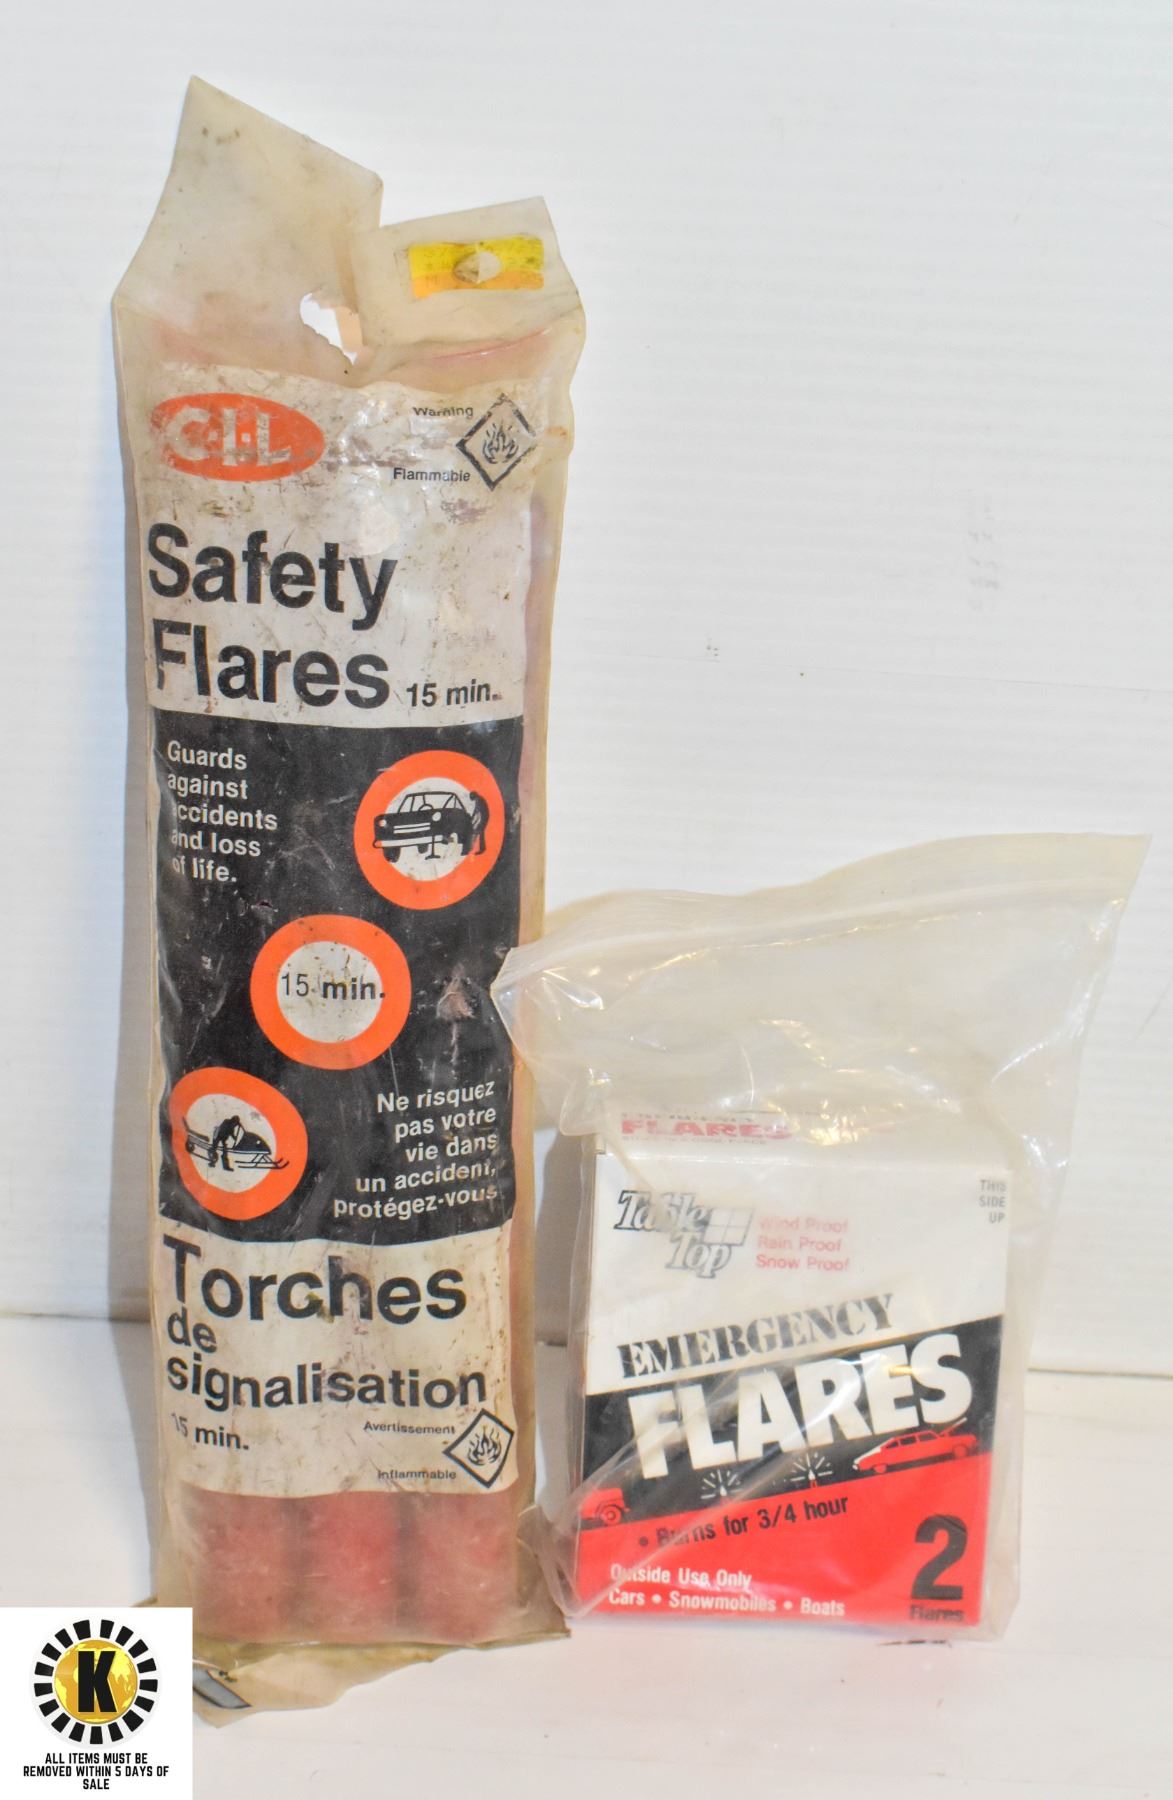 C-I-L
Warning
Flammable
Safety
Flares 15 min.
Guards
against
accidents
and loss
of life.
15 min.
Ne risquez
pas votre
vie dans
un accident,
protégez-vous
Torches
de
signalisation
15 min.
Avertissement
Inflammable
FLARES
Table
Top
Wind Proof
Rain Proof
Snow Proof
THIS
SIDE
UP
EMERGENCY
FLARES
• Burns for 3/4 hour
Outside Use Only
Cars • Snowmobiles • Boats
2
Flares
K
ALL ITEMS MUST BE
REMOVED WITHIN 5 DAYS OF
SALE